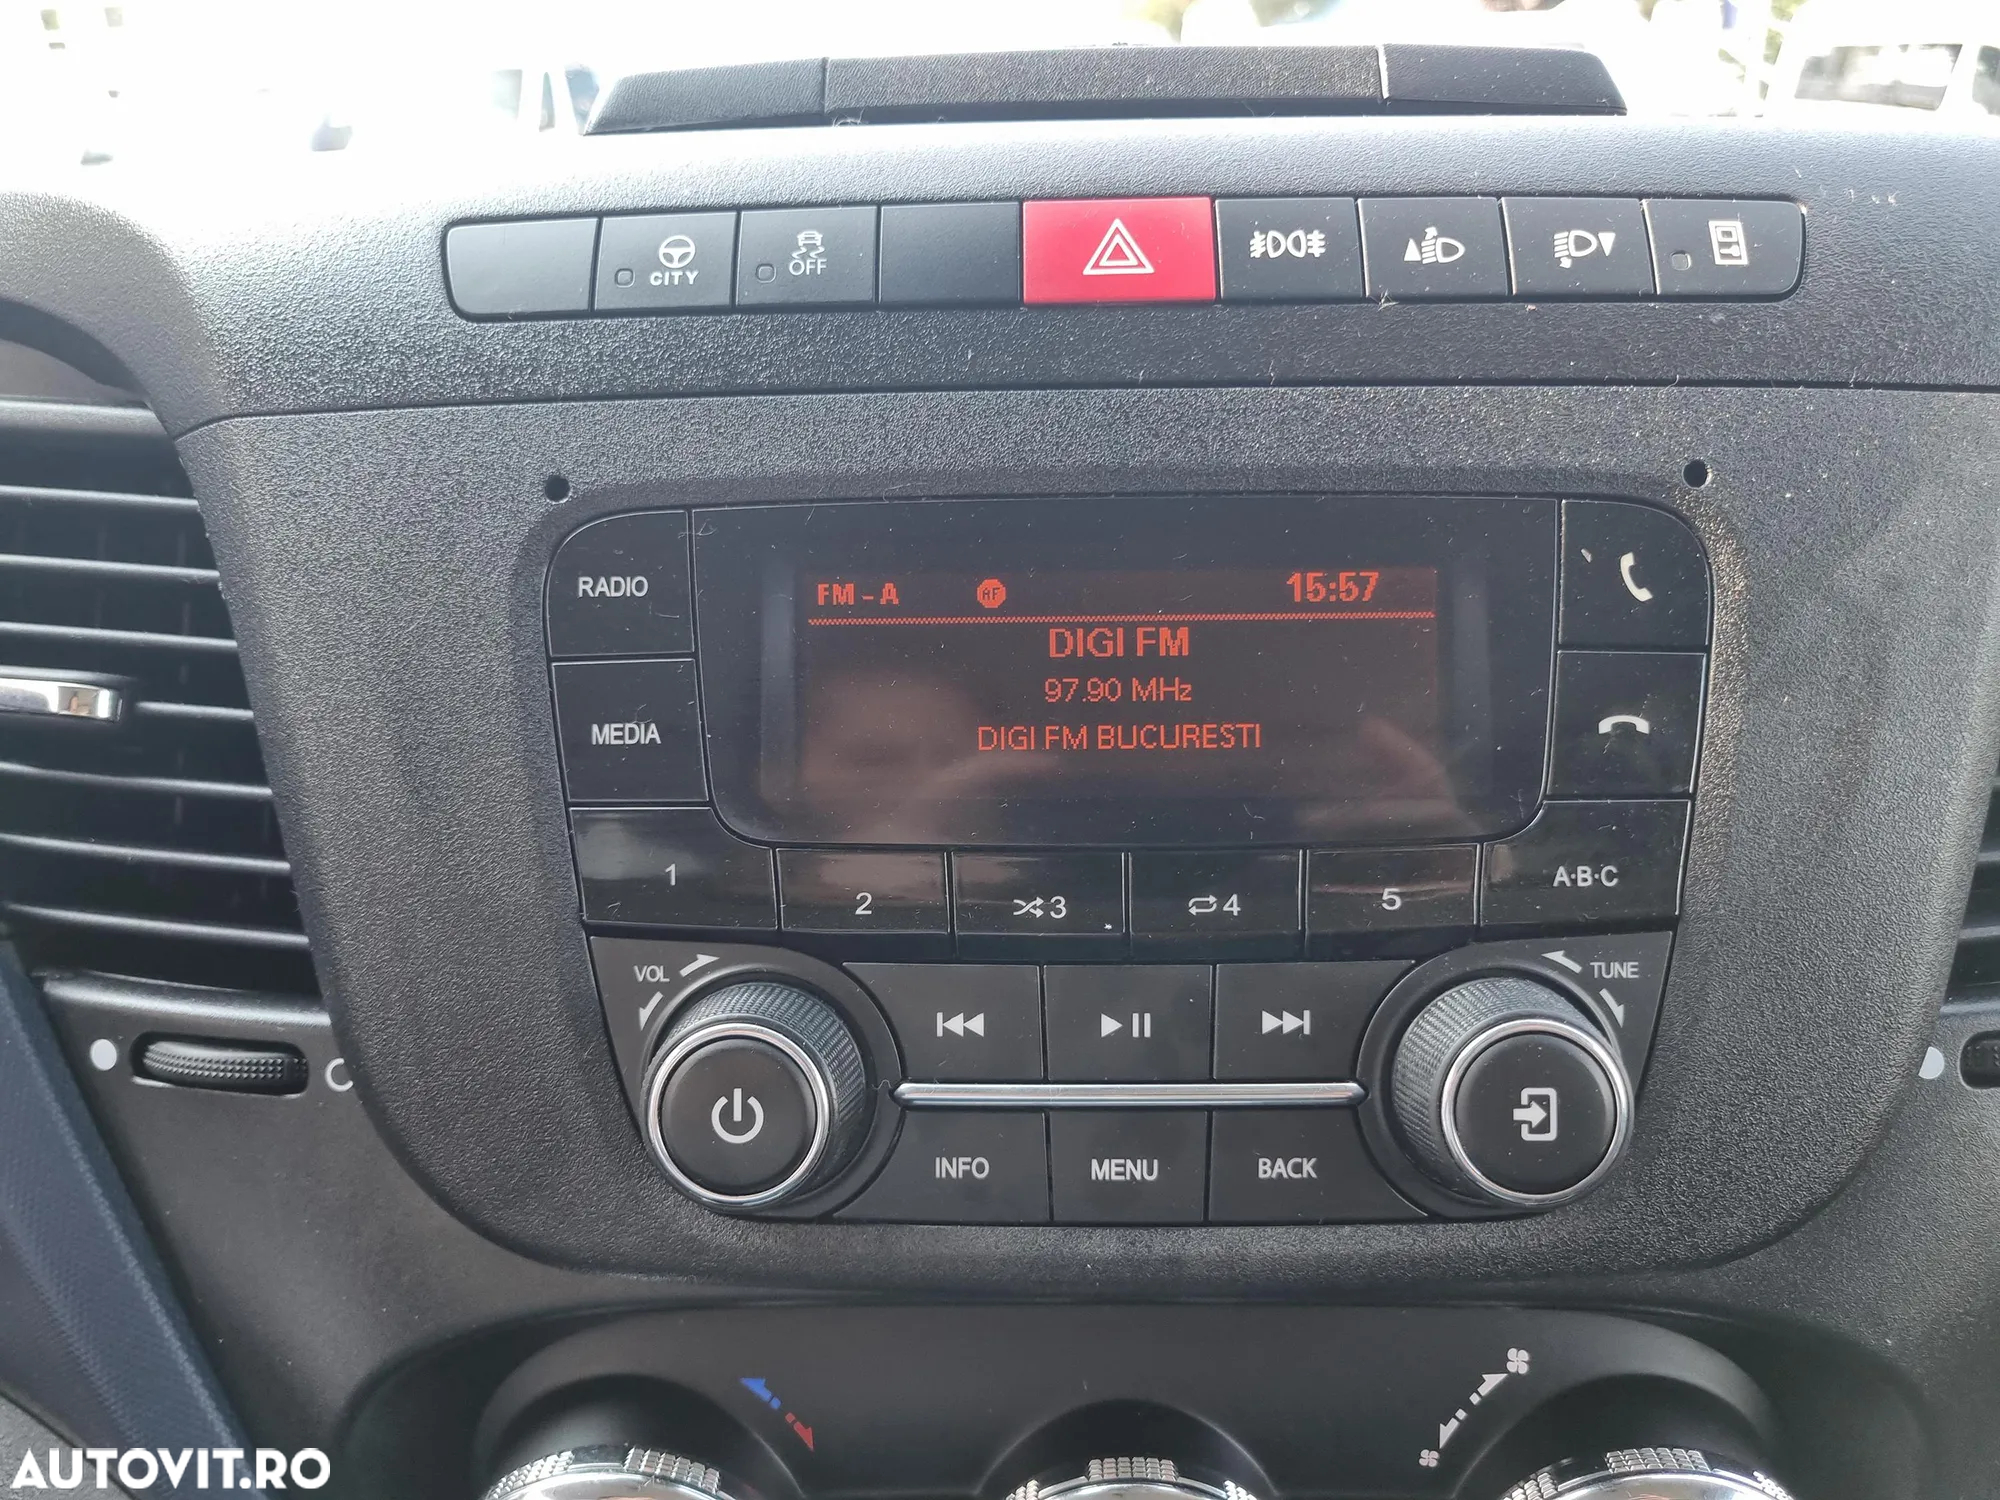 CITY
OFF
RADIO
FM - A
AF
15:57
DIGI FM
97.90 MHz
DIGI FM BUCURESTI
MEDIA
1
2
3
4
5
A·B·C
VOL
TUNE
INFO
MENU
BACK
AUTOVIT.RO